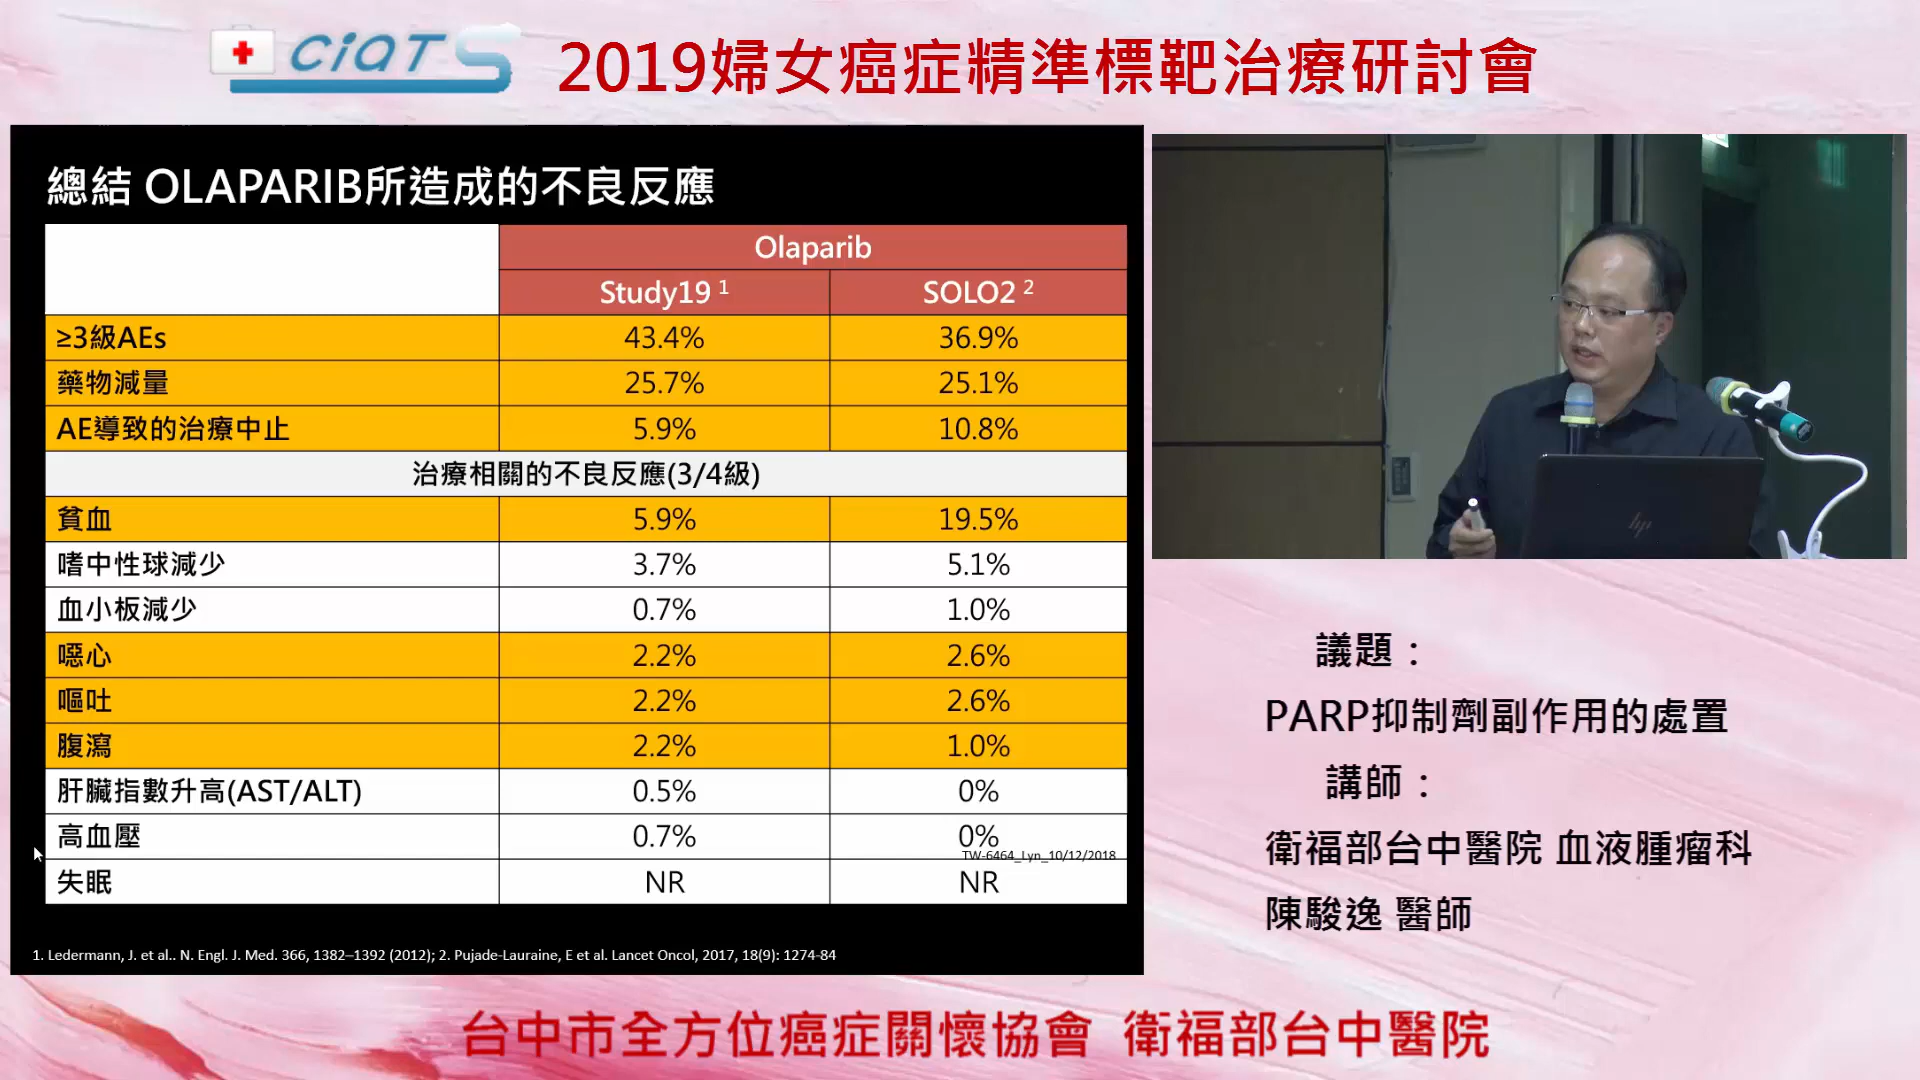 CiATS
2019婦女癌症精準標靶治療研討會
總結 OLAPARIB所造成的不良反應
Olaparib
Study19 1 SOLO2 2
≥3級AEs 43.4% 36.9%
藥物減量 25.7% 25.1%
AE導致的治療中止 5.9% 10.8%
治療相關的不良反應(3/4級)
貧血 5.9% 19.5%
嗜中性球減少 3.7% 5.1%
血小板減少 0.7% 1.0%
噁心 2.2% 2.6%
嘔吐 2.2% 2.6%
腹瀉 2.2% 1.0%
肝臟指數升高(AST/ALT) 0.5% 0%
高血壓 0.7% 0%
TW-6464_Lyn_10/12/2018
失眠 NR NR
1. Ledermann, J. et al.. N. Engl. J. Med. 366, 1382–1392 (2012); 2. Pujade-Lauraine, E et al. Lancet Oncol, 2017, 18(9): 1274-84
hp
議題：
PARP抑制劑副作用的處置
講師：
衛福部台中醫院 血液腫瘤科
陳駿逸 醫師
台中市全方位癌症關懷協會 衛福部台中醫院